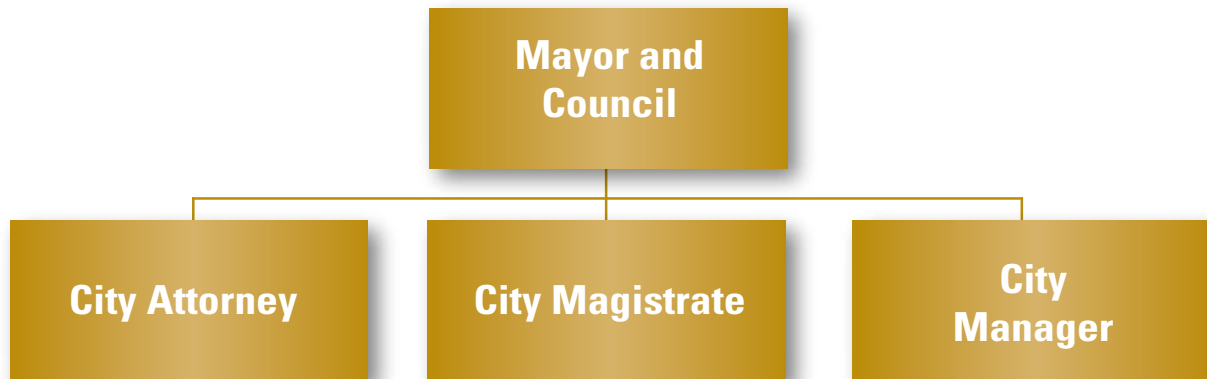 Mayor and
Council
City Attorney
City Magistrate
City
Manager